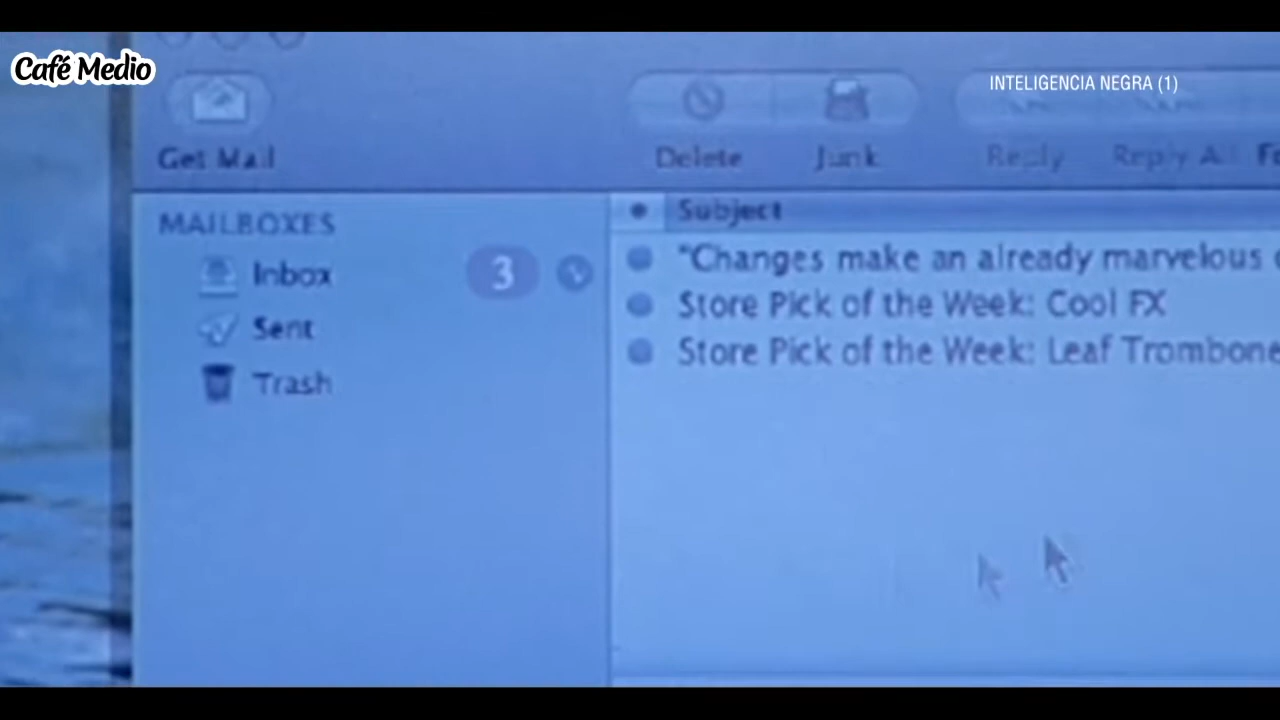 Café Medio
INTELIGENCIA NEGRA (1)
Get Mail
Delete
Junk
Reply
Reply All
MAILBOXES
Subject
Inbox
3
"Changes make an already marvelous
Sent
Store Pick of the Week: Cool FX
Trash
Store Pick of the Week: Leaf Trombone